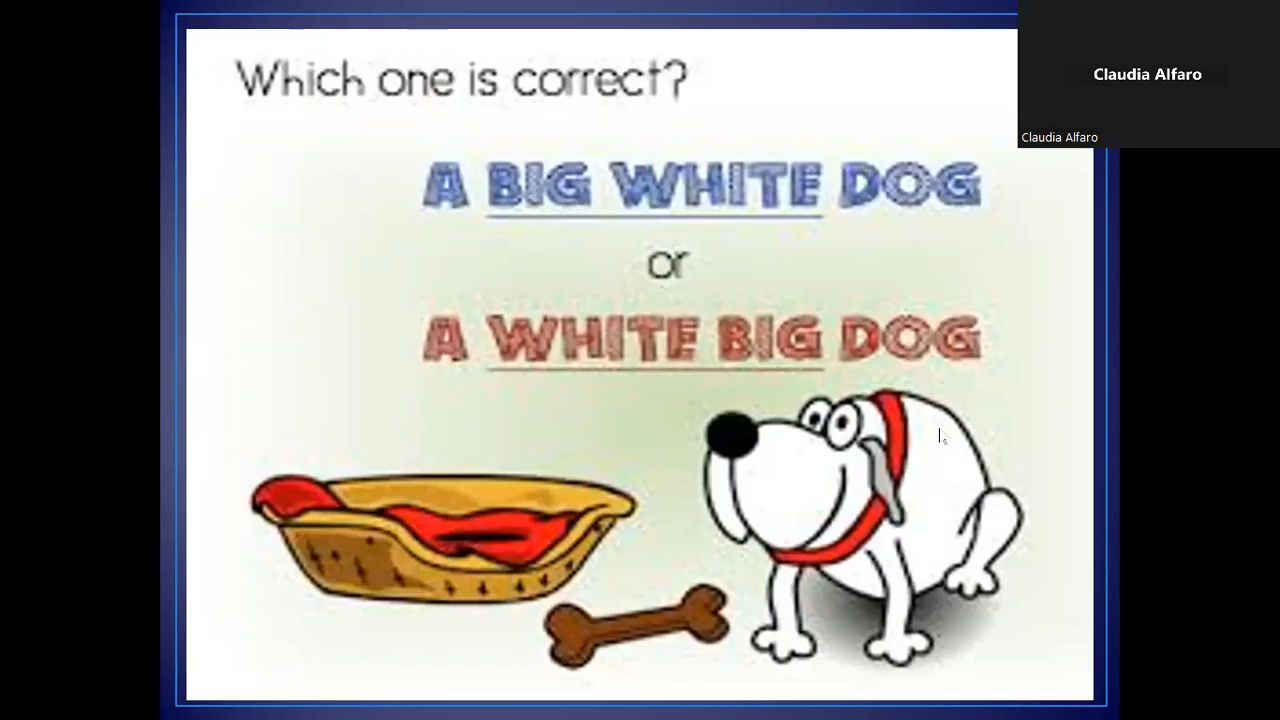 Which one is correct?
Claudia Alfaro
Claudia Alfaro
A BIG WHITE DOG
or
A WHITE BIG DOG